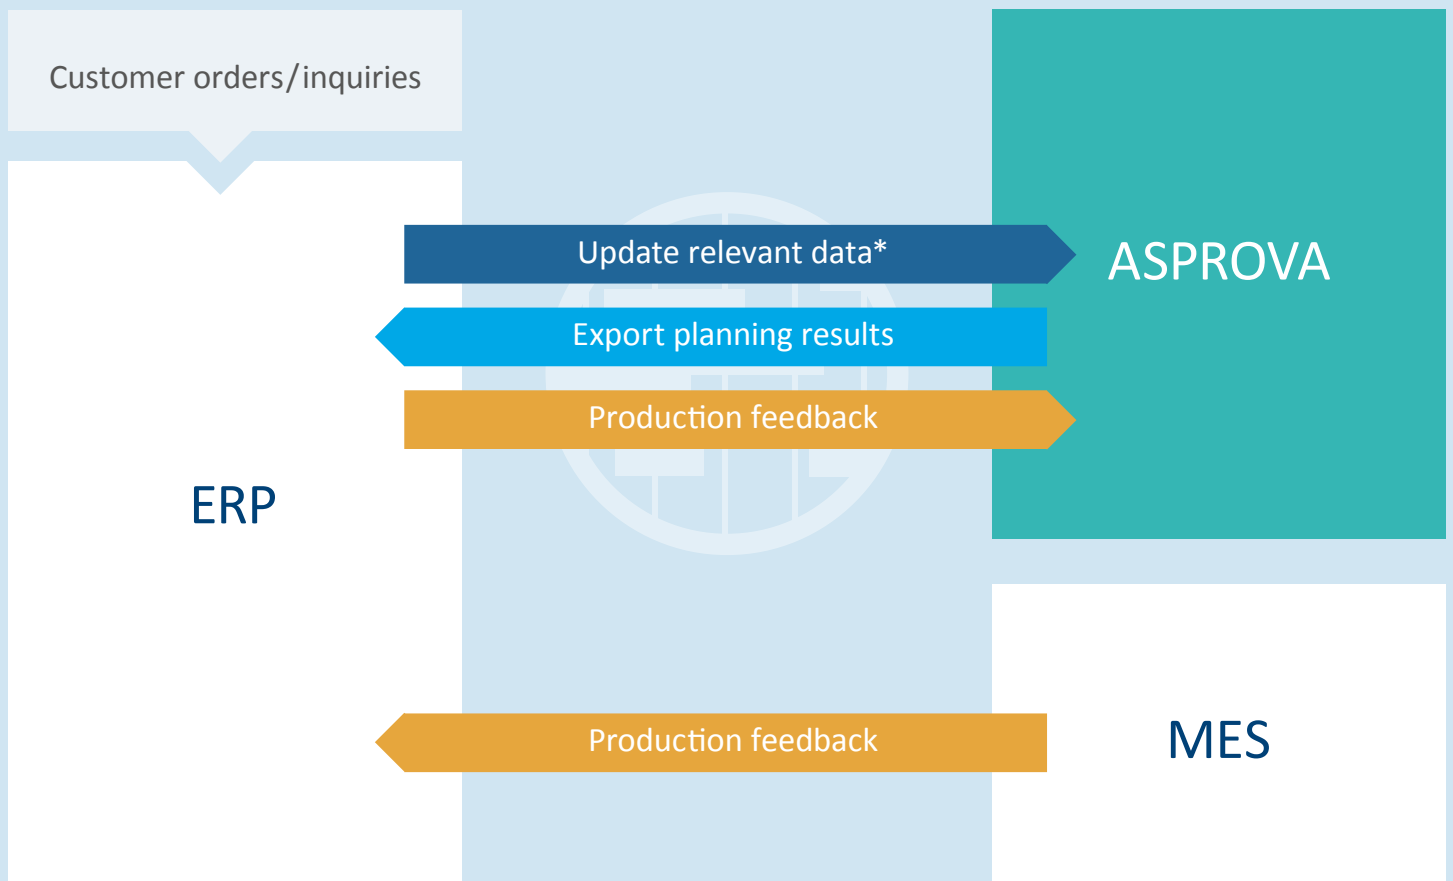 Customer orders/inquiries
Update relevant data*
ASPROVA
Export planning results
Production feedback
ERP
Production feedback
MES